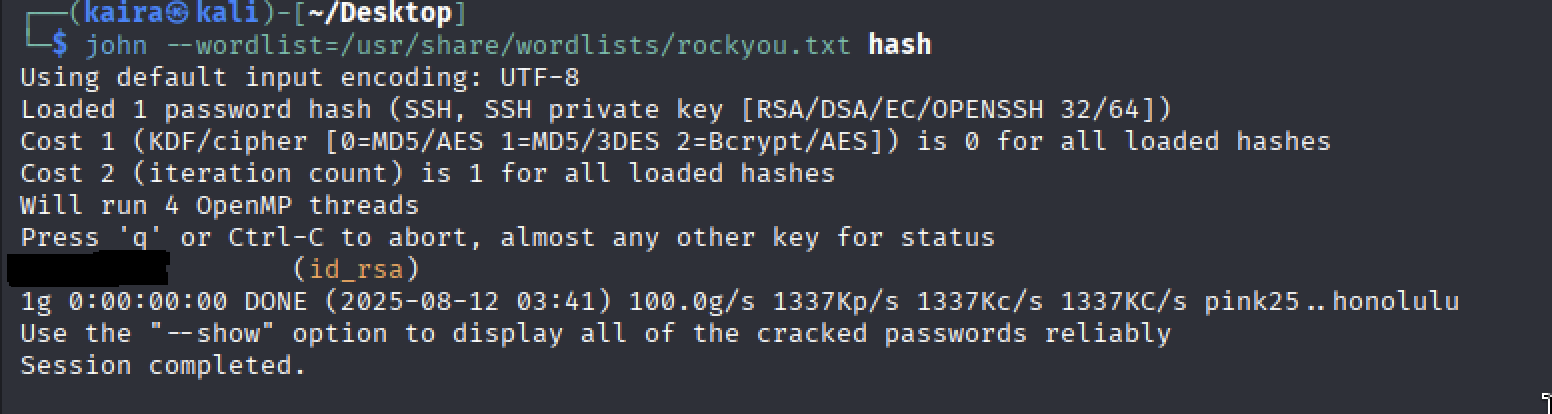 ┌──(kaira㉿kali)-[~/Desktop]
└─$ john --wordlist=/usr/share/wordlists/rockyou.txt hash
Using default input encoding: UTF-8
Loaded 1 password hash (SSH, SSH private key [RSA/DSA/EC/OPENSSH 32/64])
Cost 1 (KDF/cipher [0=MD5/AES 1=MD5/3DES 2=Bcrypt/AES]) is 0 for all loaded hashes
Cost 2 (iteration count) is 1 for all loaded hashes
Will run 4 OpenMP threads
Press 'q' or Ctrl-C to abort, almost any other key for status
(id_rsa)
1g 0:00:00:00 DONE (2025-08-12 03:41) 100.0g/s 1337Kp/s 1337Kc/s 1337KC/s pink25..honolulu
Use the "--show" option to display all of the cracked passwords reliably
Session completed.